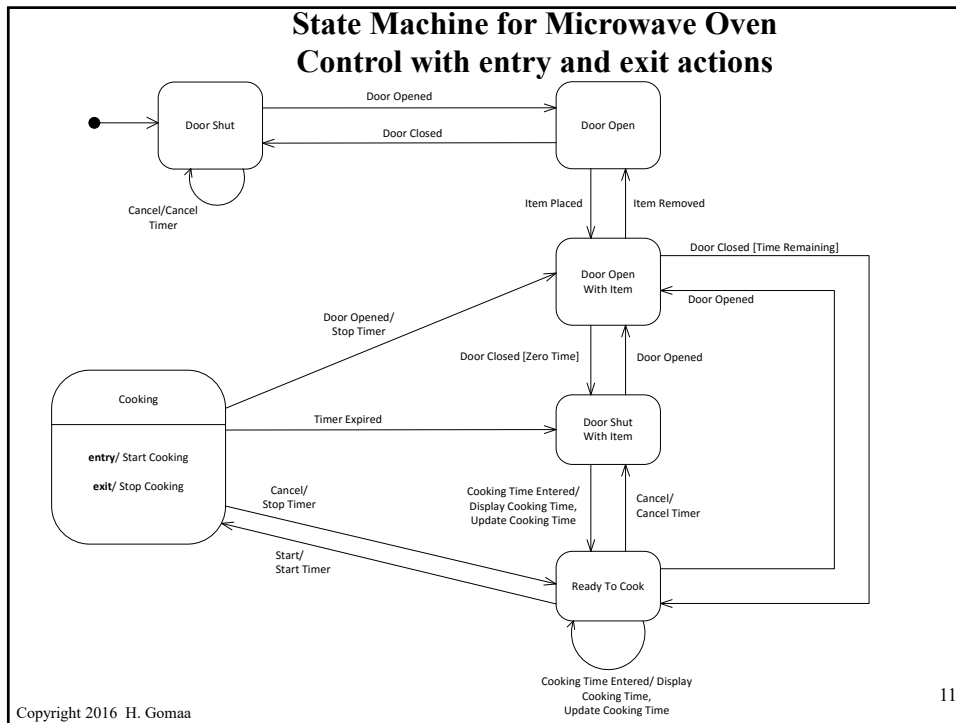 State Machine for Microwave Oven
Control with entry and exit actions
Door Opened
Door Shut
Door Open
Door Closed
Cancel/Cancel
Timer
Item Placed
Item Removed
Door Closed [Time Remaining]
Door Open
With Item
Door Opened
Door Opened/
Stop Timer
Door Closed [Zero Time]
Door Opened
Cooking
Timer Expired
Door Shut
With Item
entry/ Start Cooking
exit/ Stop Cooking
Cancel/
Stop Timer
Cooking Time Entered/
Display Cooking Time,
Update Cooking Time
Cancel/
Cancel Timer
Start/
Start Timer
Ready To Cook
Cooking Time Entered/ Display
Cooking Time,
Update Cooking Time
Copyright 2016 H. Gomaa
11